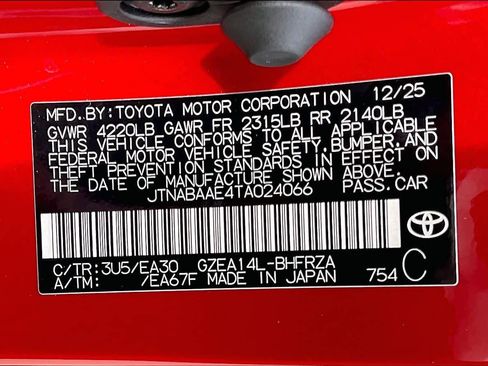 MFD.BY:TOYOTA MOTOR CORPORATION 12/25
GVWR 4220LB GAWR FR 2315LB RR 2140LB
THIS VEHICLE CONFORMS TO ALL APPLICABLE
FEDERAL MOTOR VEHICLE SAFETY,BUMPER,AND
THEFT PREVENTION STANDARDS IN EFFECT ON
THE DATE OF MANUFACTURE SHOWN ABOVE.
JTNABAAE4TA024066 PASS.CAR
C/TR:3U5/EA30 GZEA14L-BHFRZA
A/TM: /EA67F MADE IN JAPAN 754 C